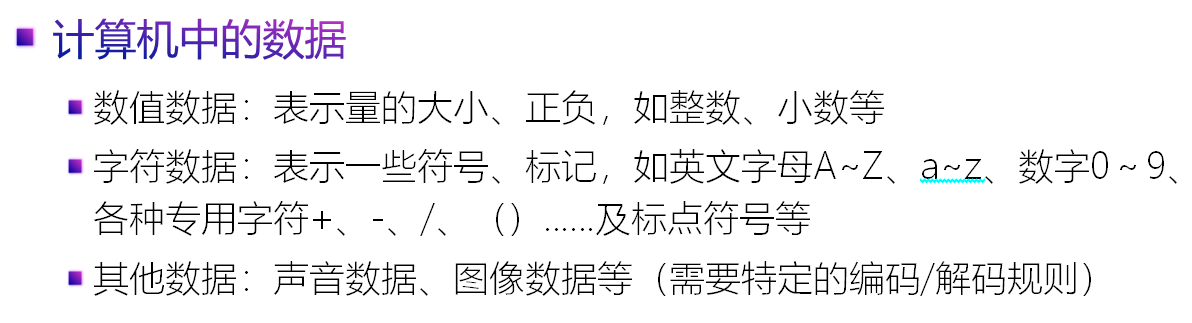 计算机中的数据
数值数据：表示量的大小、正负，如整数、小数等
字符数据：表示一些符号、标记，如英文字母A~Z、a~z、数字0 ~ 9、
各种专用字符+、-、/、（）......及标点符号等
其他数据：声音数据、图像数据等（需要特定的编码/解码规则）